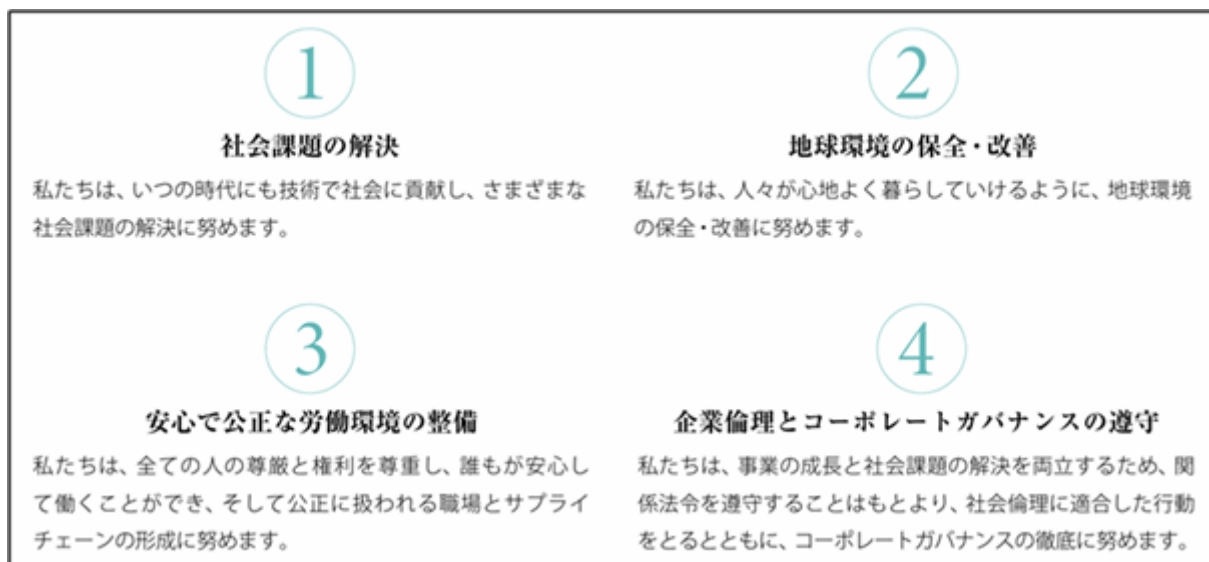 1
社会課題の解決
私たちは、いつの時代にも技術で社会に貢献し、さまざまな
社会課題の解決に努めます。
2
地球環境の保全・改善
私たちは、人々が心地よく暮らしていけるように、地球環境
の保全・改善に努めます。
3
安心で公正な労働環境の整備
私たちは、全ての人の尊厳と権利を尊重し、誰もが安心し
て働くことができ、そして公正に扱われる職場とサプライ
チェーンの形成に努めます。
4
企業倫理とコーポレートガバナンスの遵守
私たちは、事業の成長と社会課題の解決を両立するため、関
係法令を遵守することはもとより、社会倫理に適合した行動
をとるとともに、コーポレートガバナンスの徹底に努めます。